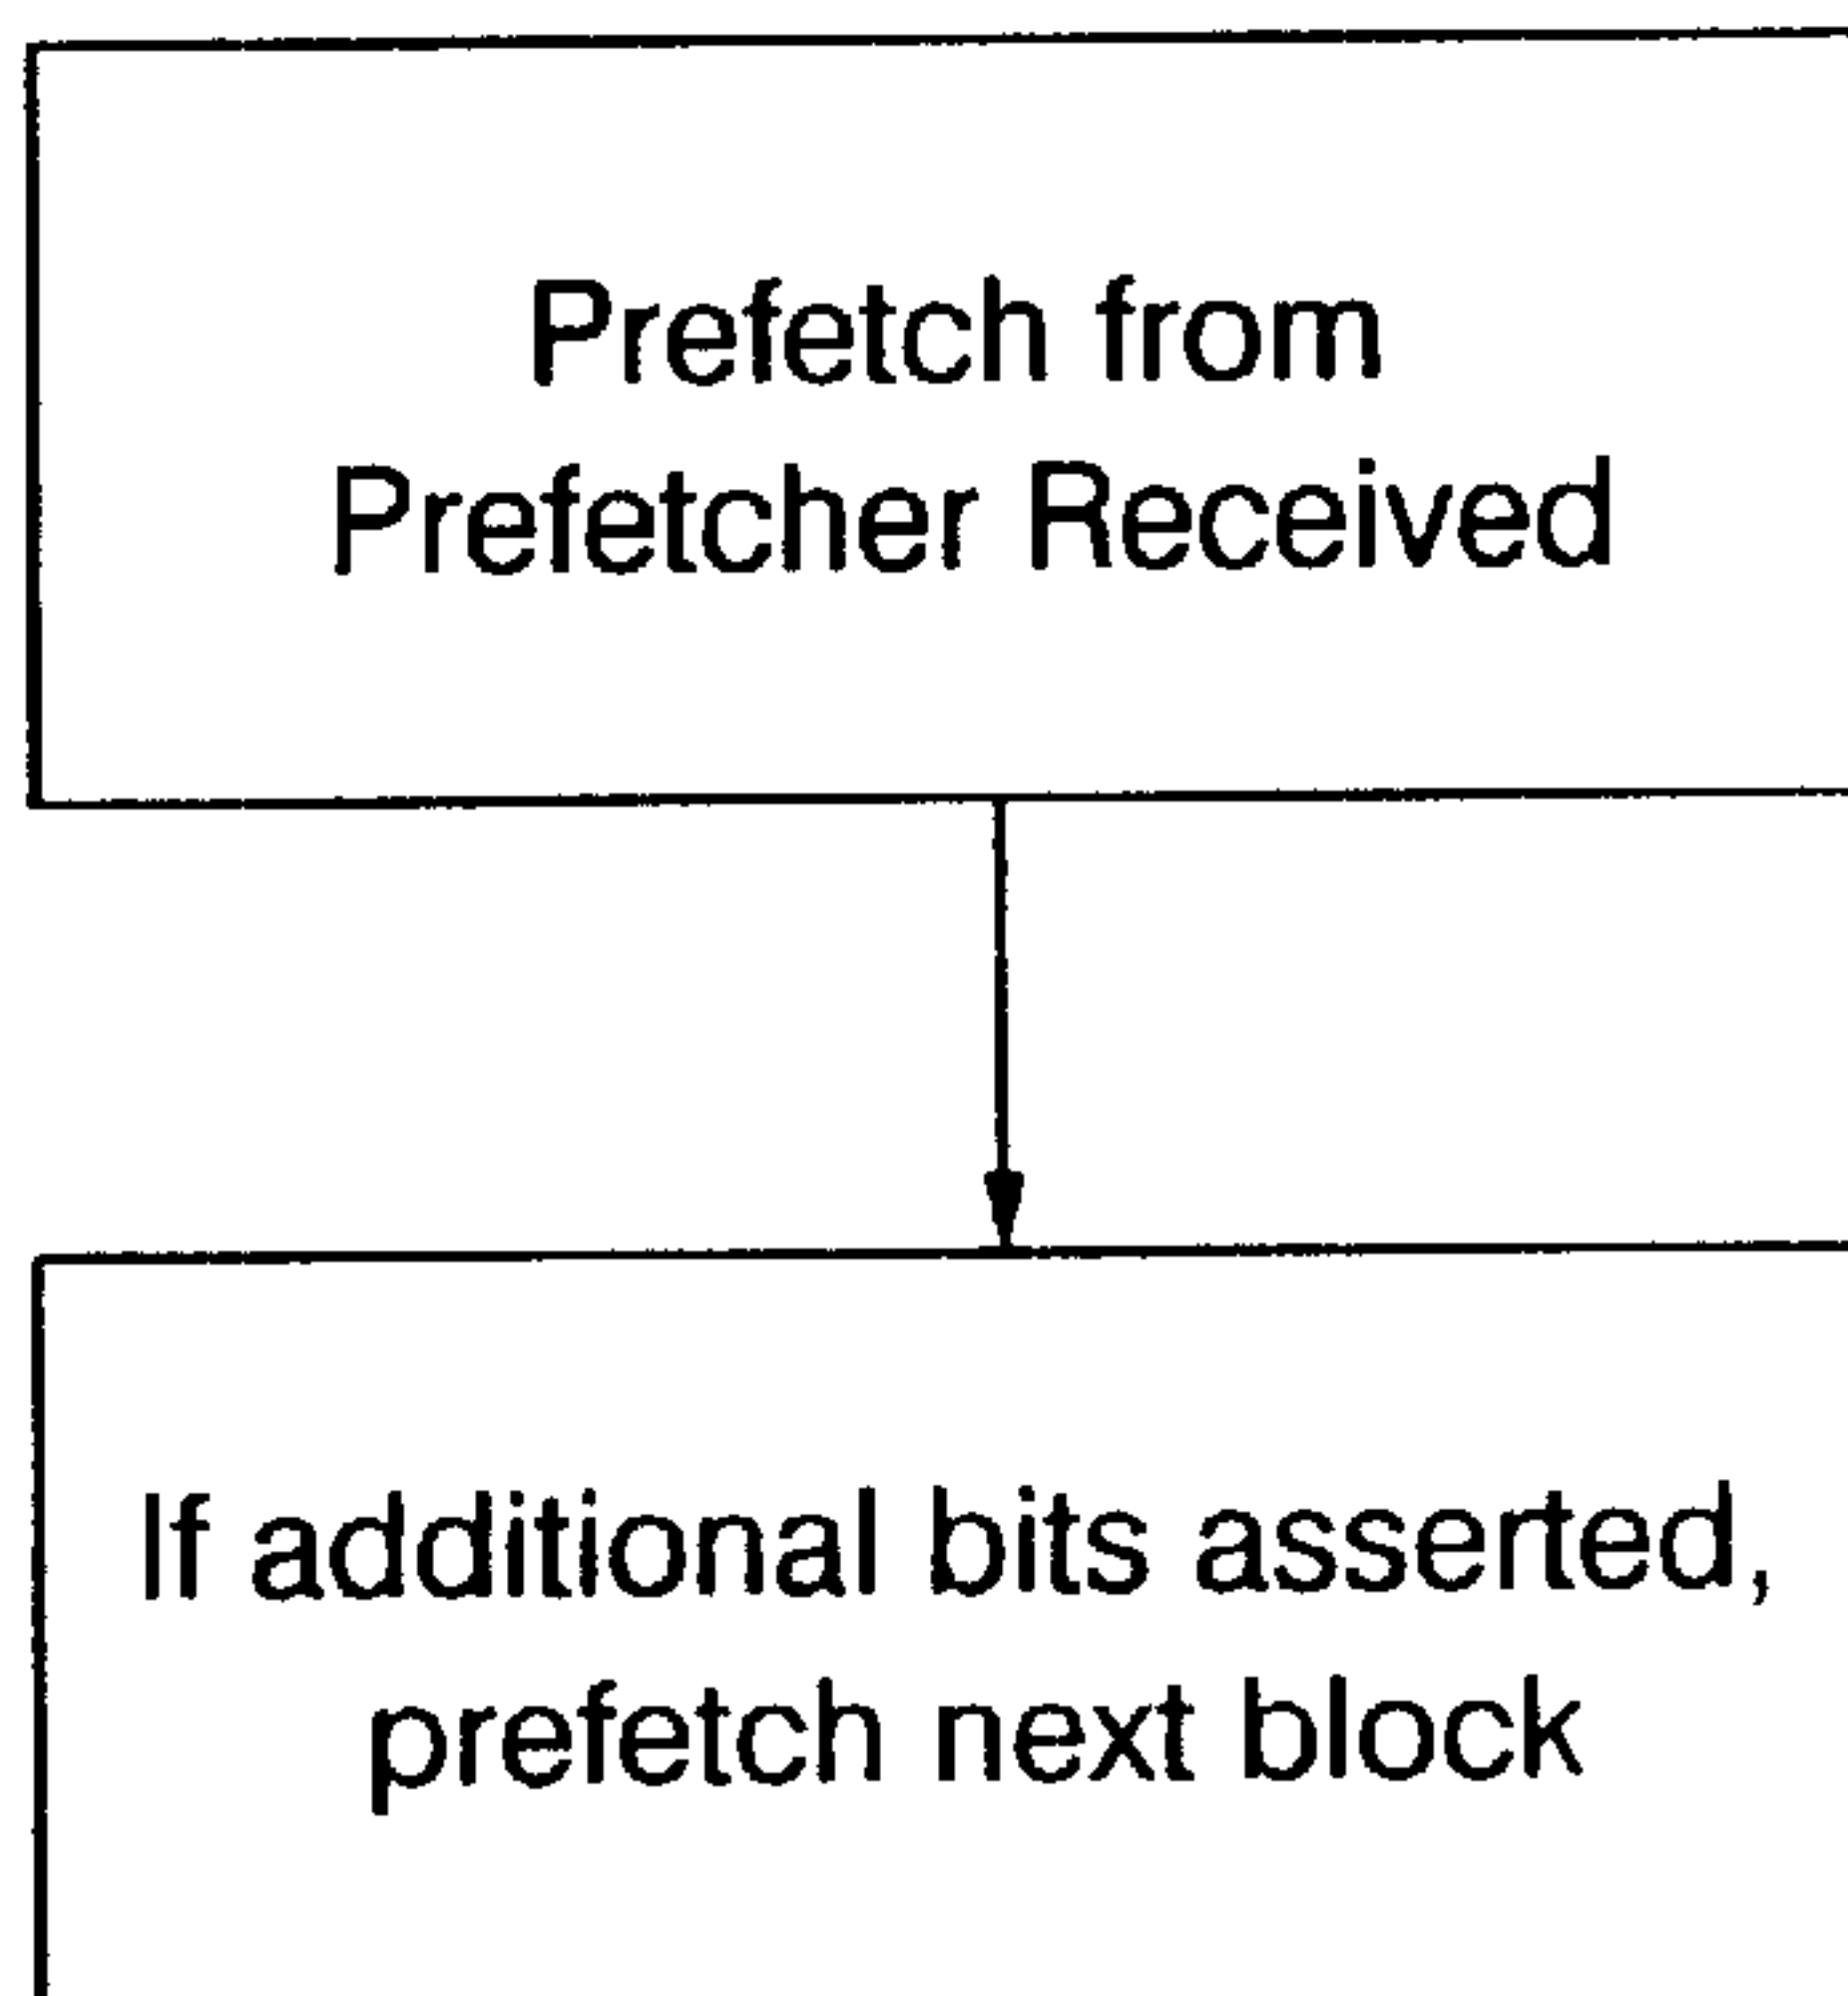 Prefetch from
Prefetcher Received
If additional bits asserted,
prefetch next block